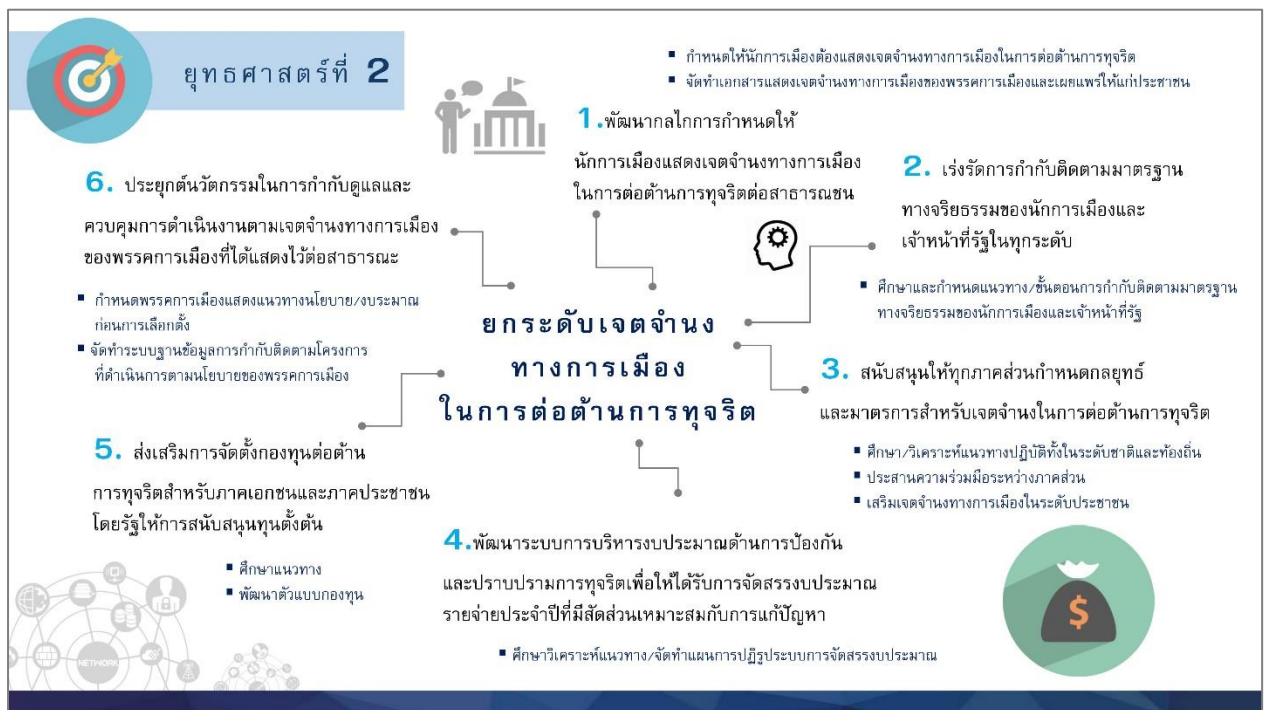 ยุทธศาสตร์ที่ 2
▪ กำหนดให้นักการเมืองต้องแสดงเจตจำนงทางการเมืองในการต่อต้านการทุจริต
▪ จัดทำเอกสารแสดงเจตจำนงทางการเมืองของพรรคการเมืองและเผยแพร่ให้แก่ประชาชน
1.พัฒนากลไกการกำหนดให้
นักการเมืองแสดงเจตจำนงทางการเมือง
ในการต่อต้านการทุจริตต่อสาธารณชน
2. เร่งรัดการกำกับติดตามมาตรฐาน
ทางจริยธรรมของนักการเมืองและ
เจ้าหน้าที่รัฐในทุกระดับ
▪ ศึกษาและกำหนดแนวทาง/ขั้นตอนการกำกับติดตามมาตรฐาน
ทางจริยธรรมของนักการเมืองและเจ้าหน้าที่รัฐ
ยกระดับเจตจำนง
ทางการเมือง
ในการต่อต้านการทุจริต
3. สนับสนุนให้ทุกภาคส่วนกำหนดกลยุทธ์
และมาตรการสำหรับเจตจำนงในการต่อต้านการทุจริต
▪ ศึกษา/วิเคราะห์แนวทางปฏิบัติทั้งในระดับชาติและท้องถิ่น
▪ ประสานความร่วมมือระหว่างภาคส่วน
▪ เสริมเจตจำนงทางการเมืองในระดับประชาชน
4.พัฒนาระบบการบริหารงบประมาณด้านการป้องกัน
และปราบปรามการทุจริตเพื่อให้ได้รับการจัดสรรงบประมาณ
รายจ่ายประจำปีที่มีสัดส่วนเหมาะสมกับการแก้ปัญหา
▪ ศึกษาวิเคราะห์แนวทาง/จัดทำแผนการปฏิรูประบบการจัดสรรงบประมาณ
5. ส่งเสริมการจัดตั้งกองทุนต่อต้าน
การทุจริตสำหรับภาคเอกชนและภาคประชาชน
โดยรัฐให้การสนับสนุนทุนตั้งต้น
▪ ศึกษาแนวทาง
▪ พัฒนาตัวแบบกองทุน
6. ประยุกต์นวัตกรรมในการกำกับดูแลและ
ควบคุมการดำเนินงานตามเจตจำนงทางการเมือง
ของพรรคการเมืองที่ได้แสดงไว้ต่อสาธารณะ
▪ กำหนดพรรคการเมืองแสดงแนวทางนโยบาย/งบประมาณ
ก่อนการเลือกตั้ง
▪ จัดทำระบบฐานข้อมูลการกำกับติดตามโครงการ
ที่ดำเนินการตามนโยบายของพรรคการเมือง
NETWORK
$